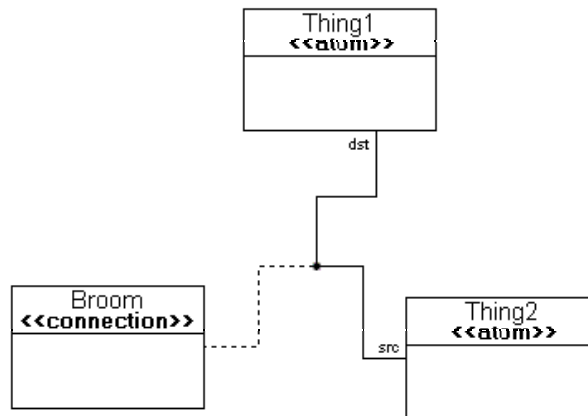 Thing1
<<atom>>
dst
Broom
<<connection>>
Thing2
<<atom>>
src